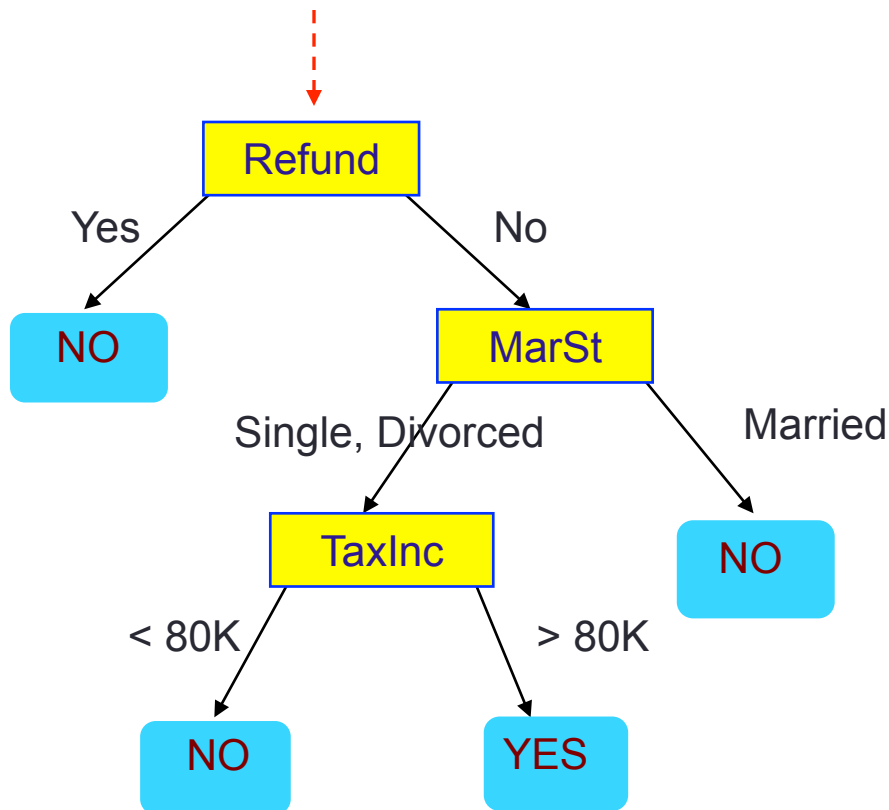 Refund
Yes
No
NO
MarSt
Single, Divorced
Married
TaxInc
NO
< 80K
> 80K
NO
YES